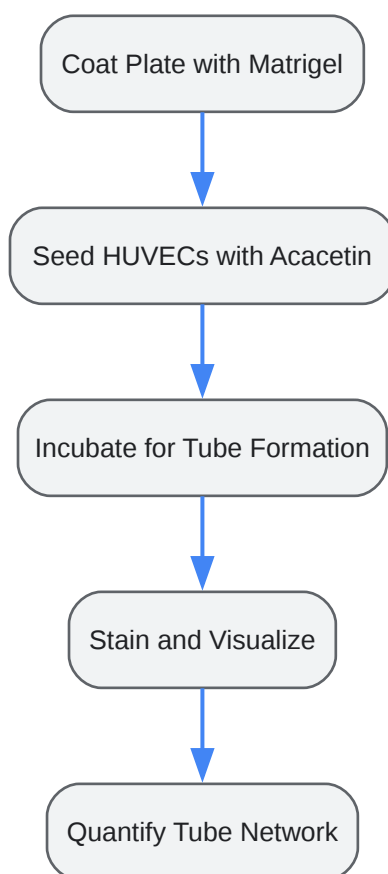 Coat Plate with Matrigel
Seed HUVECs with Acacetin
Incubate for Tube Formation
Stain and Visualize
Quantify Tube Network